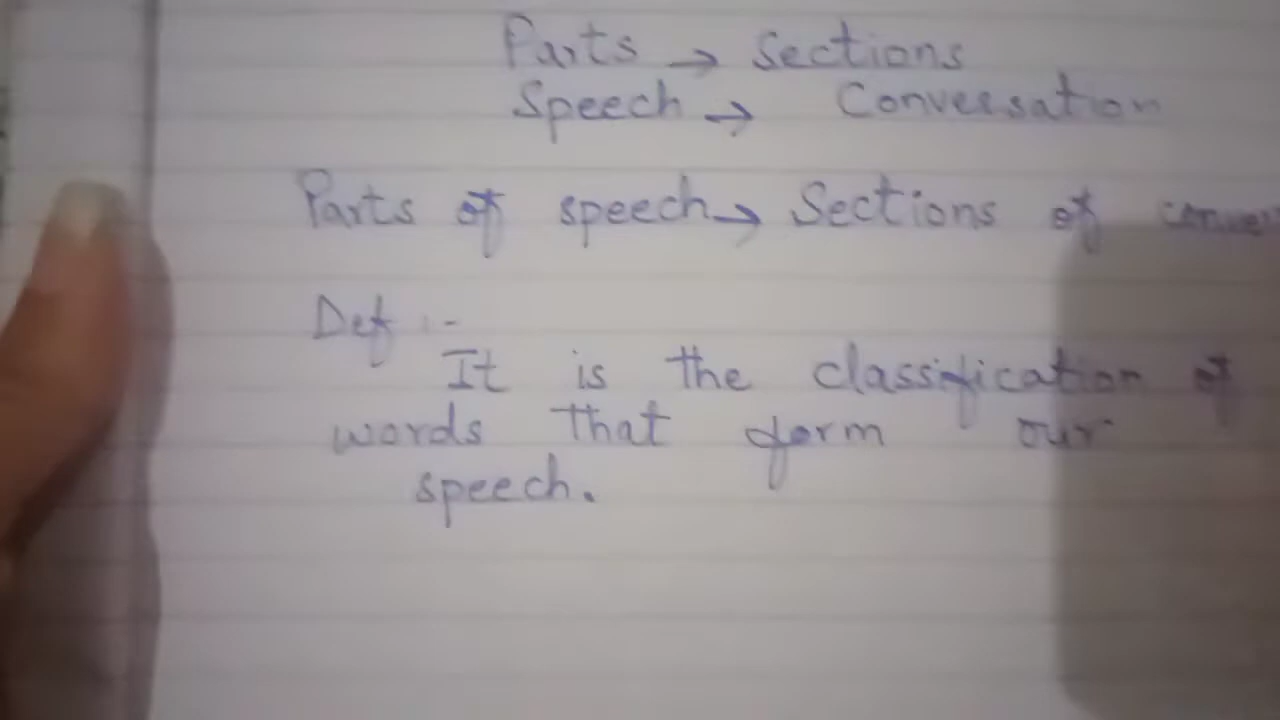 Parts → Sections
Speech → Conversation
Parts of speech → Sections of
Def :-
It is the classification of
words that form our
speech.